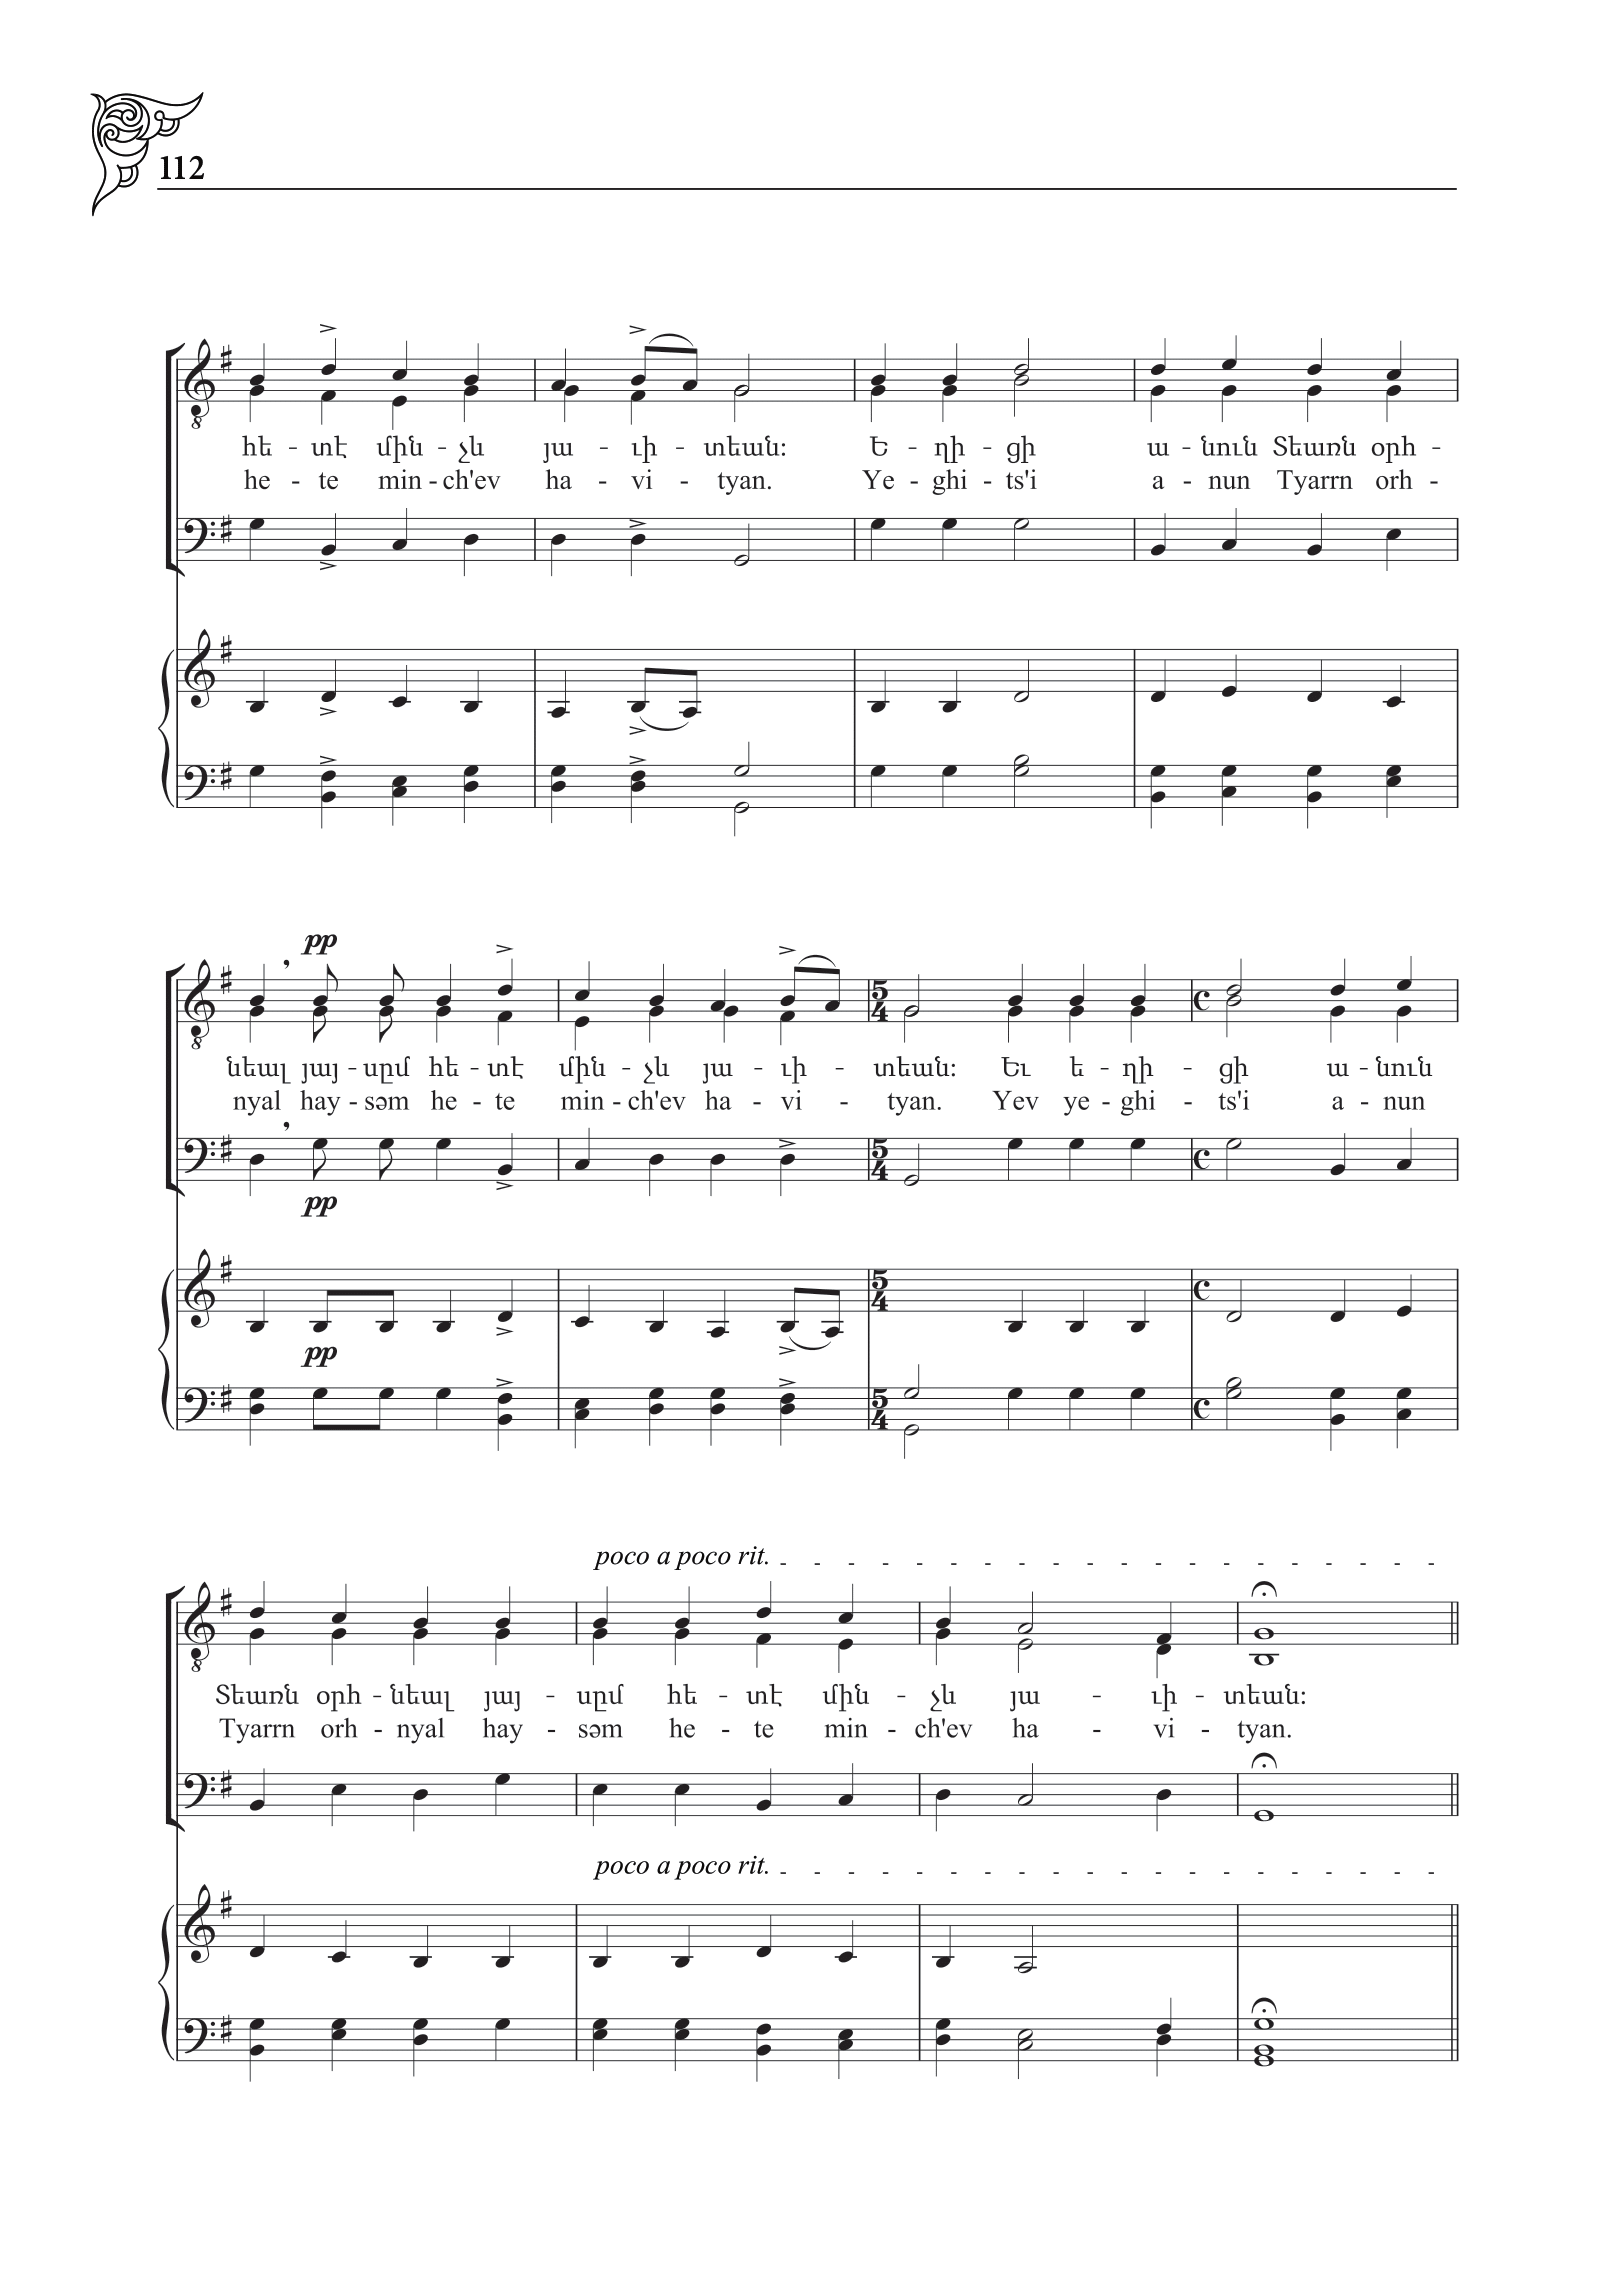 112
հե - տէ մին - չև յա - ւի - տեան։ Ե - ղի - ցի ա - նուն Տեառն օրհ -
he - te min - ch'ev ha - vi - tyan. Ye - ghi - ts'i a - nun Tyarrn orh -
pp
նեալ յայ - սըմ հե - տէ մին - չև յա - ւի - տեան։ Եւ ե - ղի - ցի ա - նուն
nyal hay - səm he - te min - ch'ev ha - vi - tyan. Yev ye - ghi - ts'i a - nun
pp
pp
poco a poco rit.
Տեառն օրհ - նեալ յայ - սըմ հե - տէ մին - չև յա - ւի - տեան։
Tyarrn orh - nyal hay - səm he - te min - ch'ev ha - vi - tyan.
poco a poco rit.